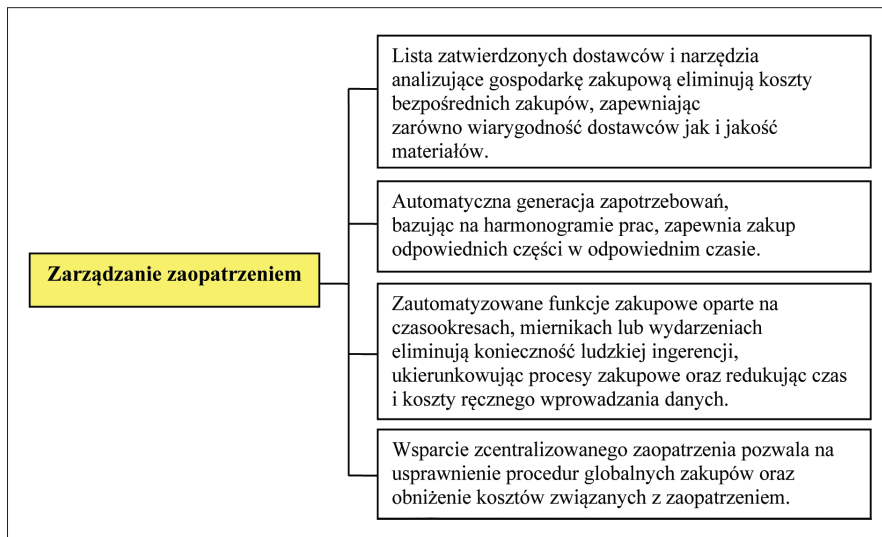 Zarządzanie zaopatrzeniem
Lista zatwierdzonych dostawców i narzędzia
analizujące gospodarkę zakupową eliminują koszty
bezpośrednich zakupów, zapewniając
zarówno wiarygodność dostawców jak i jakość
materiałów.
Automatyczna generacja zapotrzebowań,
bazując na harmonogramie prac, zapewnia zakup
odpowiednich części w odpowiednim czasie.
Zautomatyzowane funkcje zakupowe oparte na
czasookresach, miernikach lub wydarzeniach
eliminują konieczność ludzkiej ingerencji,
ukierunkowując procesy zakupowe oraz redukując czas
i koszty ręcznego wprowadzania danych.
Wsparcie zcentralizowanego zaopatrzenia pozwala na
usprawnienie procedur globalnych zakupów oraz
obniżenie kosztów związanych z zaopatrzeniem.